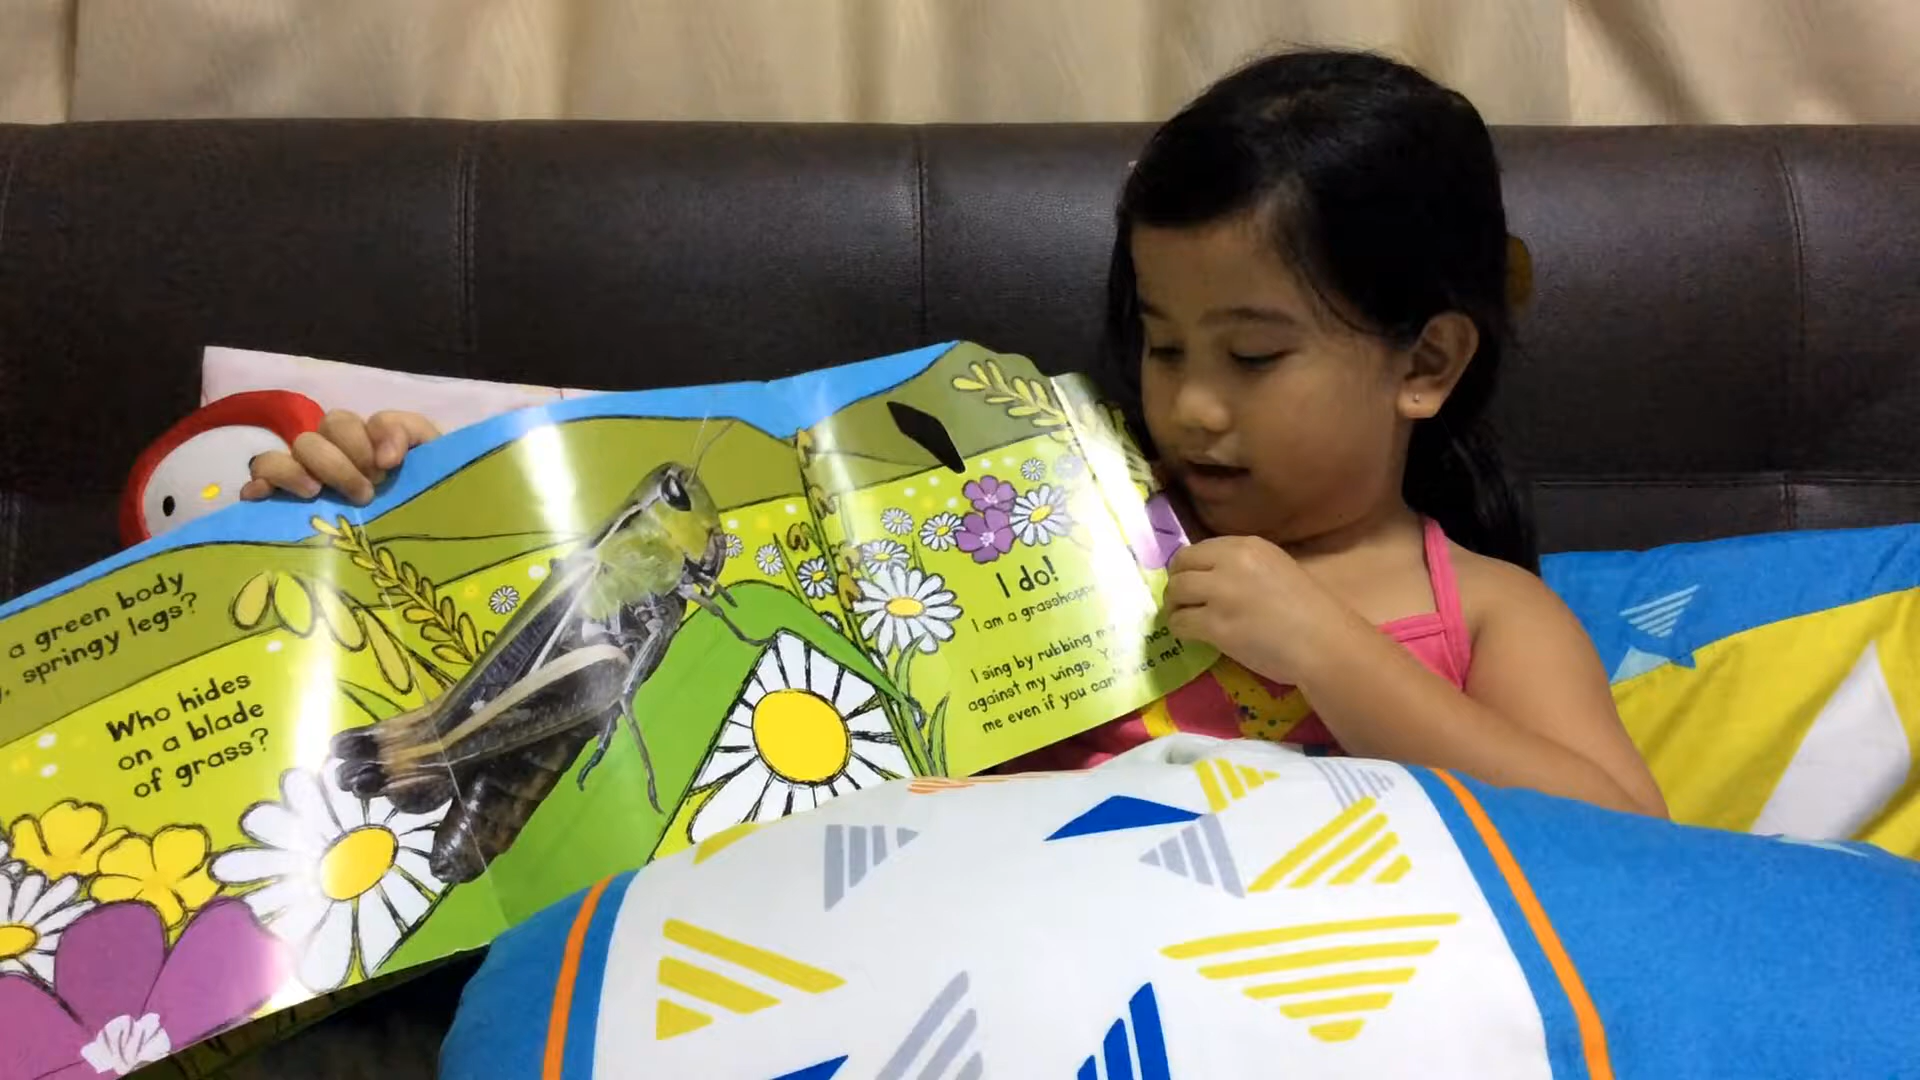 a green body
springy legs?
Who hides
on a blade
of grass?
I do!
I am a
I sing by rubbing
against my wings.
me even if you can't see me!